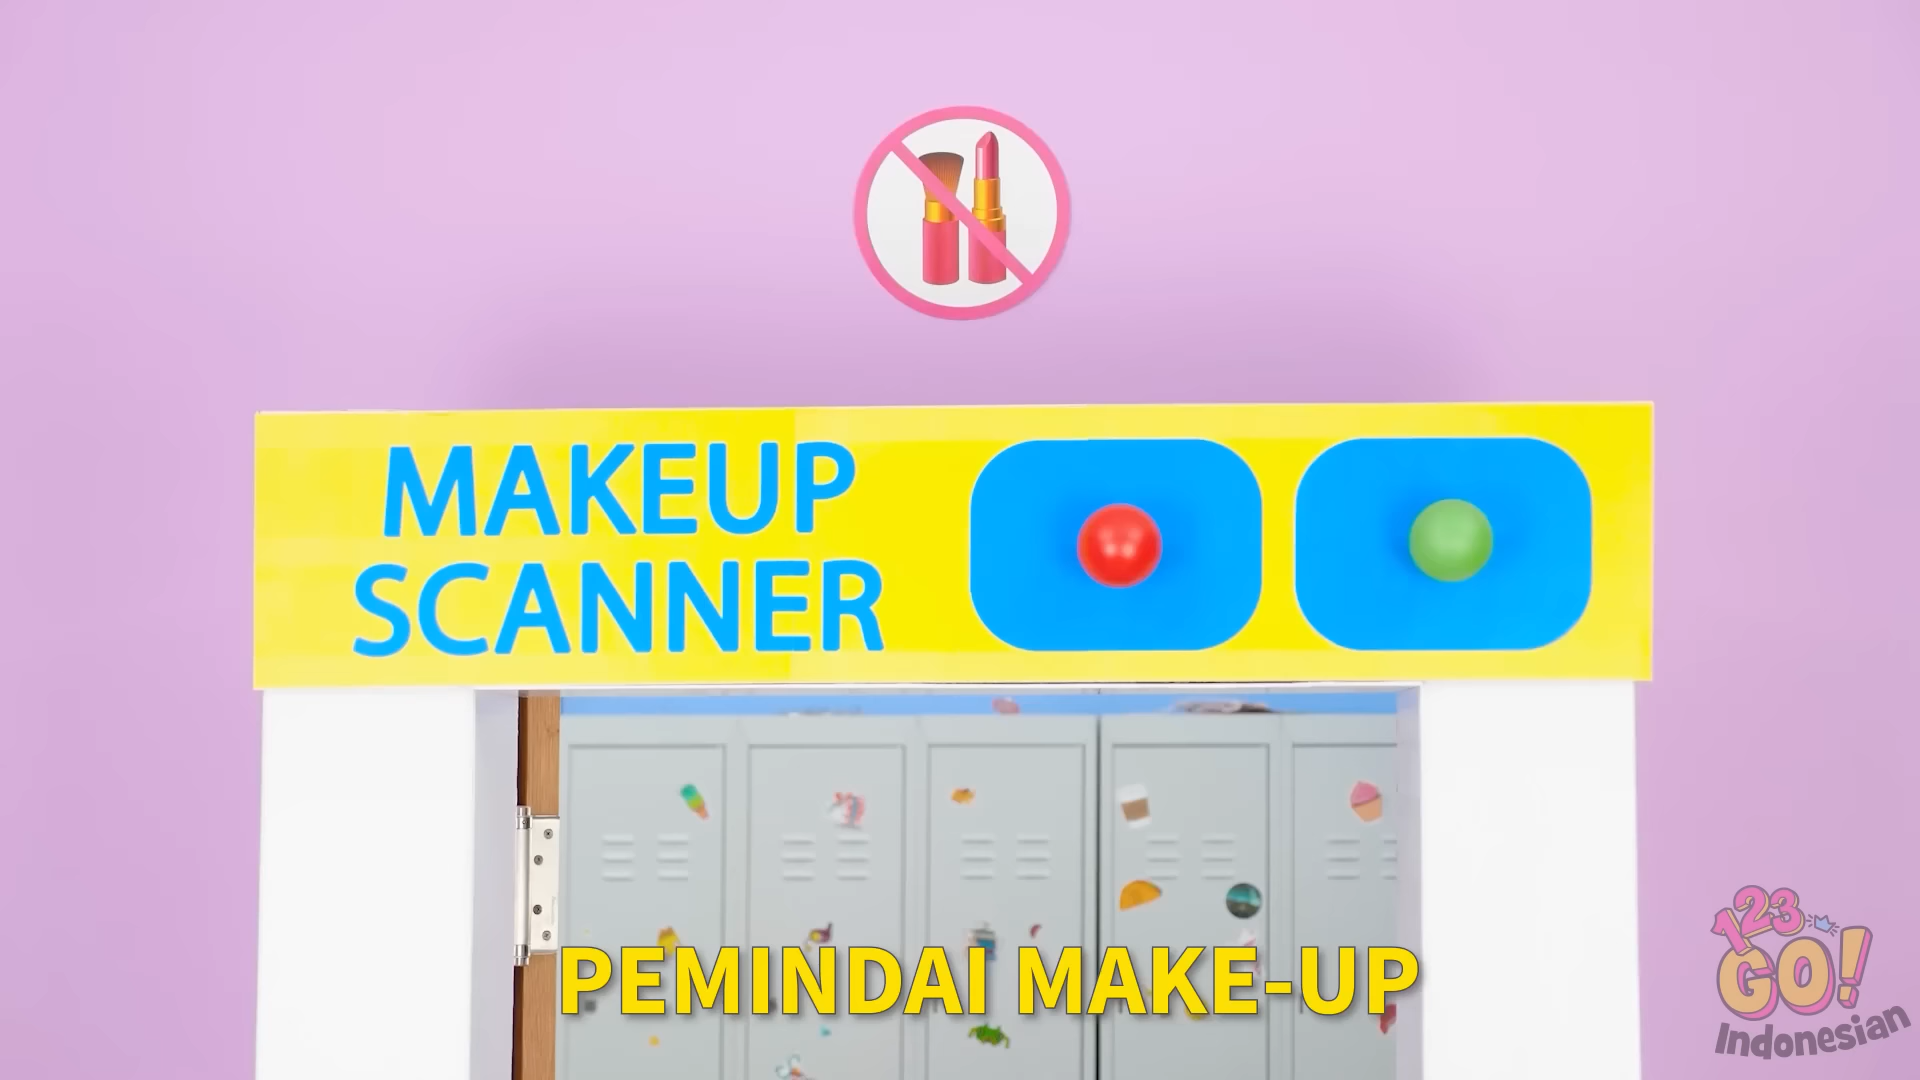 MAKEUP
SCANNER
PEMINDAI MAKE-UP
123
GO!
Indonesian